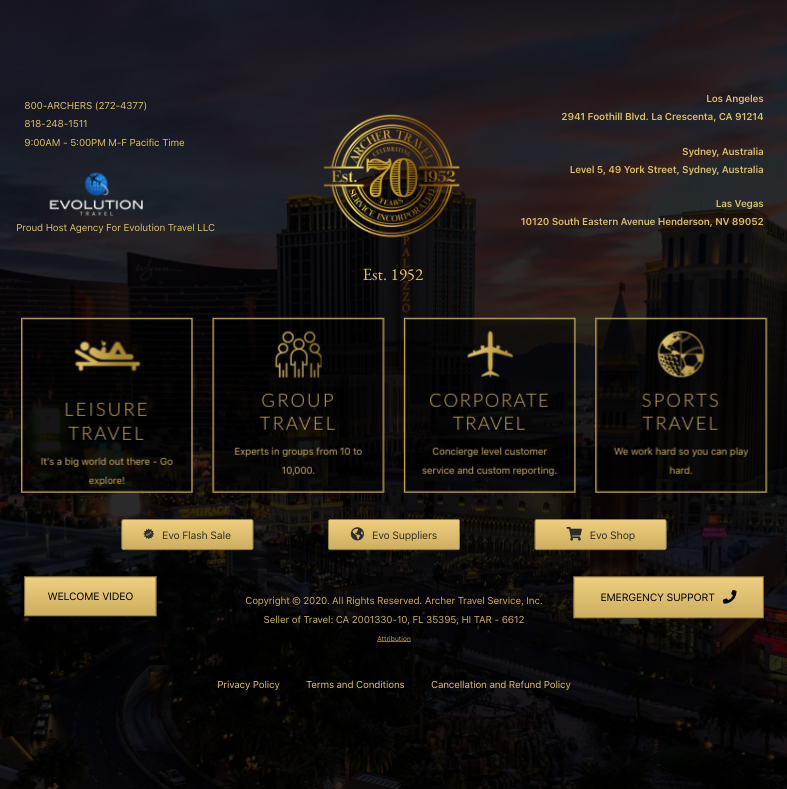 800-ARCHERS (272-4377)
818-248-1511
9:00AM - 5:00PM M-F Pacific Time
EVOLUTION
TRAVEL
Proud Host Agency For Evolution Travel LLC
ARCHER TRAVEL
CELEBRATING
Est. 70 1952
YEARS
SERVICE INCORPORATED
Est. 1952
Los Angeles
2941 Foothill Blvd. La Crescenta, CA 91214
Sydney, Australia
Level 5, 49 York Street, Sydney, Australia
Las Vegas
10120 South Eastern Avenue Henderson, NV 89052
wynn
PALAZZO
LEISURE
TRAVEL
It's a big world out there - Go
explore!
GROUP
TRAVEL
Experts in groups from 10 to
10,000.
CORPORATE
TRAVEL
Concierge level customer
service and custom reporting.
SPORTS
TRAVEL
We work hard so you can play
hard.
MIRAGE
Evo Flash Sale
Evo Suppliers
Evo Shop
WELCOME VIDEO
Copyright © 2020. All Rights Reserved. Archer Travel Service, Inc.
Seller of Travel: CA 2001330-10, FL 35395, HI TAR - 6612
Attribution
EMERGENCY SUPPORT
Privacy Policy
Terms and Conditions
Cancellation and Refund Policy